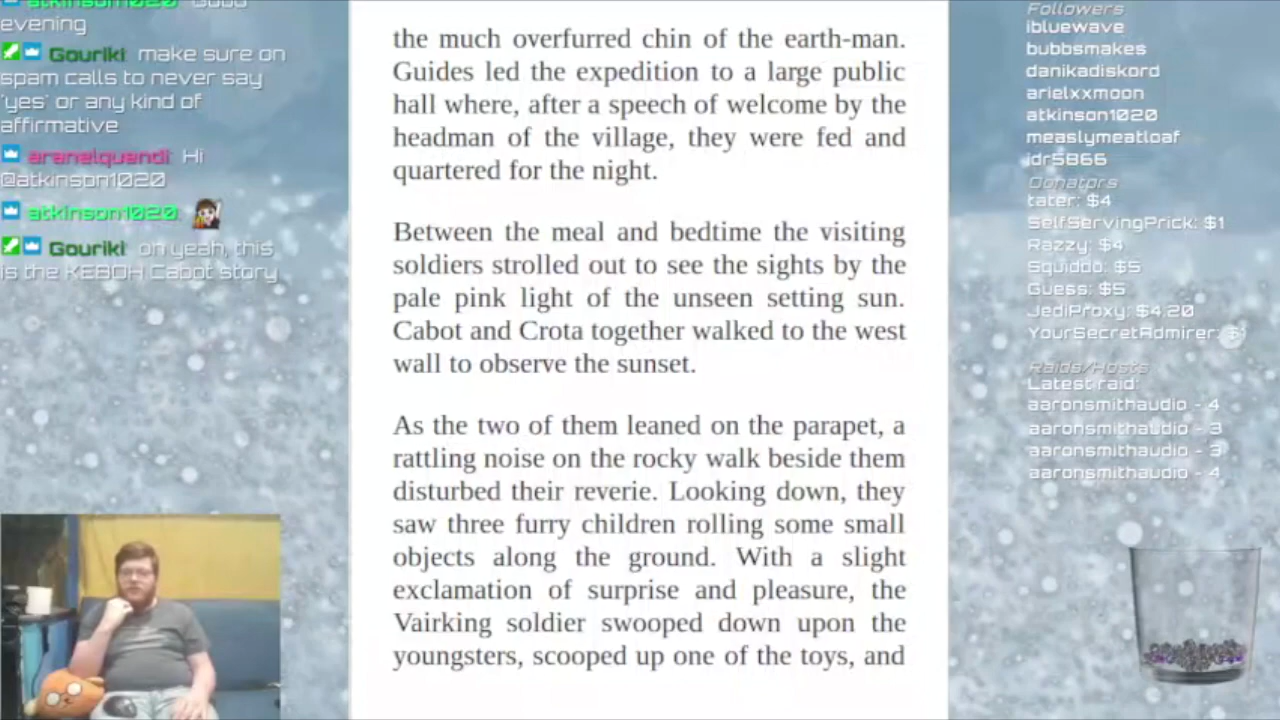 atkinson1020: Good
evening
Gouriki: make sure on
spam calls to never say
'yes' or any kind of
affirmative
aranelquendi: Hi
@atkinson1020
atkinson1020:
Gouriki: oh yeah, this
is the KEBOH Cabot story
the much overfurred chin of the earth-man.
Guides led the expedition to a large public
hall where, after a speech of welcome by the
headman of the village, they were fed and
quartered for the night.
Between the meal and bedtime the visiting
soldiers strolled out to see the sights by the
pale pink light of the unseen setting sun.
Cabot and Crota together walked to the west
wall to observe the sunset.
As the two of them leaned on the parapet, a
rattling noise on the rocky walk beside them
disturbed their reverie. Looking down, they
saw three furry children rolling some small
objects along the ground. With a slight
exclamation of surprise and pleasure, the
Vairking soldier swooped down upon the
youngsters, scooped up one of the toys, and
Followers
ibluewave
bubbsmakes
danikadiskord
arielxxmoon
atkinson1020
measlymeatloaf
jdr5866
Donators
tater: $4
SelfServingPrick: $1
Razzy: $4
Squiddo: $5
Guess: $5
JediProxy: $4.20
YourSecretAdmirer:
Raids/Hosts
Latest raid:
aaronsmithaudio - 4
aaronsmithaudio - 3
aaronsmithaudio - 3
aaronsmithaudio - 4